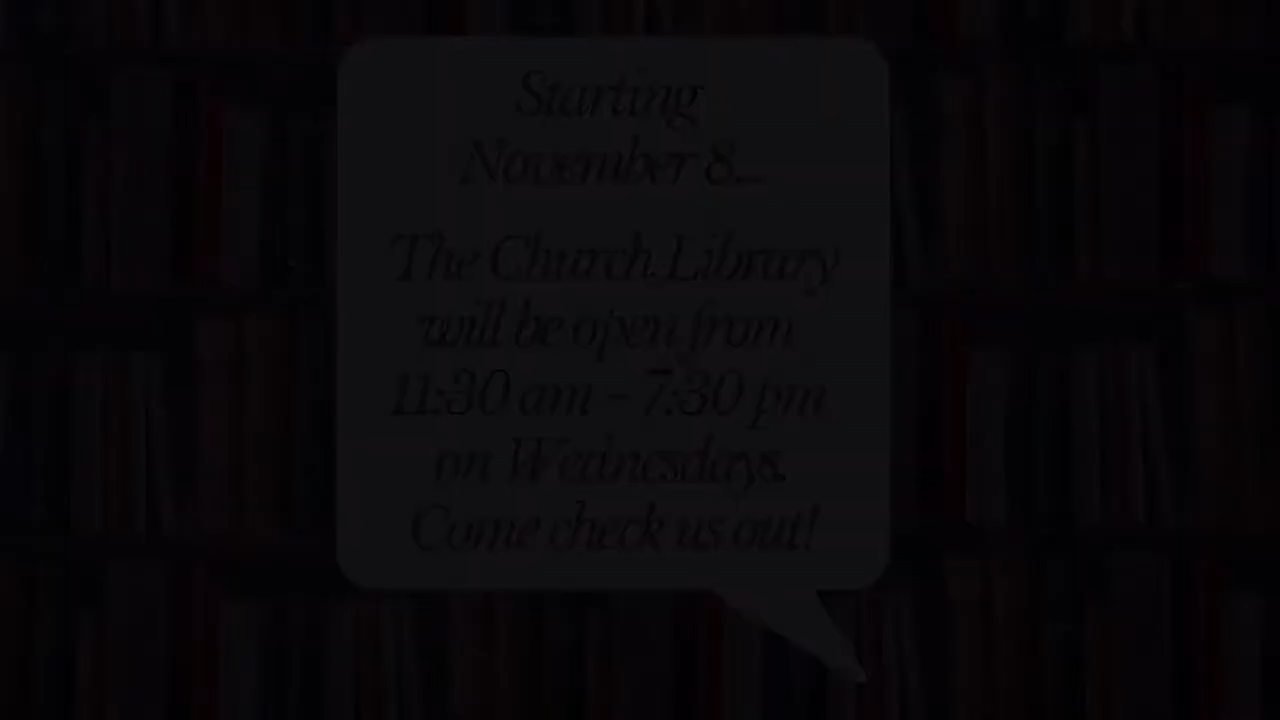 Starting
November 8...
The Church Library
will be open from
11:30 am - 7:30 pm
on Wednesdays.
Come check us out!